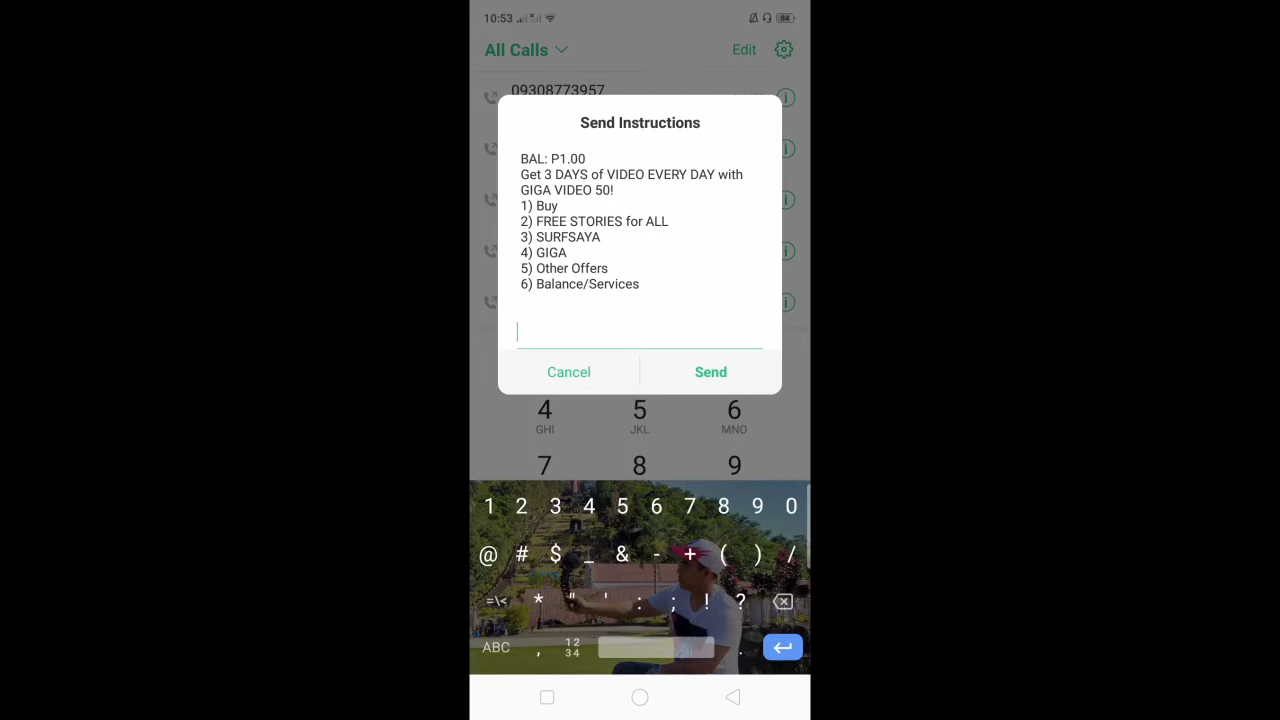 10:53
84
All Calls
Edit
09308773957
Send Instructions
BAL: P1.00
Get 3 DAYS of VIDEO EVERY DAY with
GIGA VIDEO 50!
1) Buy
2) FREE STORIES for ALL
3) SURFSAYA
4) GIGA
5) Other Offers
6) Balance/Services
Cancel
Send
4 5 6
GHI JKL MNO
7 8 9
1 2 3 4 5 6 7 8 9 0
@ # $ _ & - + ( ) /
=\< * " ' : ; ! ?
ABC , 12 34 .